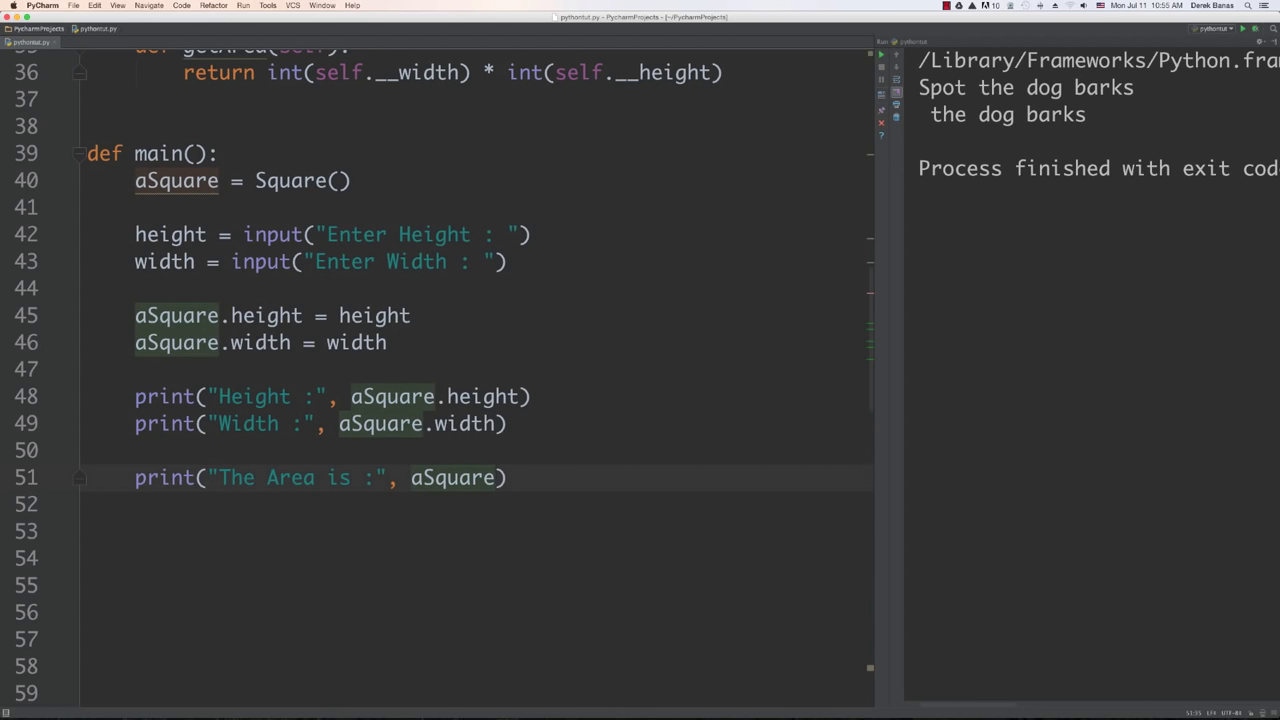 PyCharm File Edit View Navigate Code Refactor Run Tools VCS Window Help
10 Mon Jul 11 10:55 AM Derek Banas
pythontut.py - PycharmProjects - [~/PycharmProjects]
PycharmProjects pythontut.py
pythontut
pythontut.py
Run pythontut
35 def getArea(self):
36 return int(self.__width) * int(self.__height)
37
38
39 def main():
40 aSquare = Square()
41
42 height = input("Enter Height : ")
43 width = input("Enter Width : ")
44
45 aSquare.height = height
46 aSquare.width = width
47
48 print("Height :", aSquare.height)
49 print("Width :", aSquare.width)
50
51 print("The Area is :", aSquare)
52
53
54
55
56
57
58
59
/Library/Frameworks/Python.fra
Spot the dog barks
the dog barks
Process finished with exit cod
51:35 LF÷ UTF-8÷